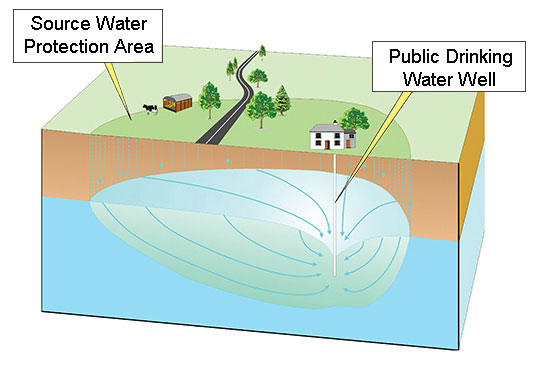 Source Water
Protection Area
Public Drinking
Water Well